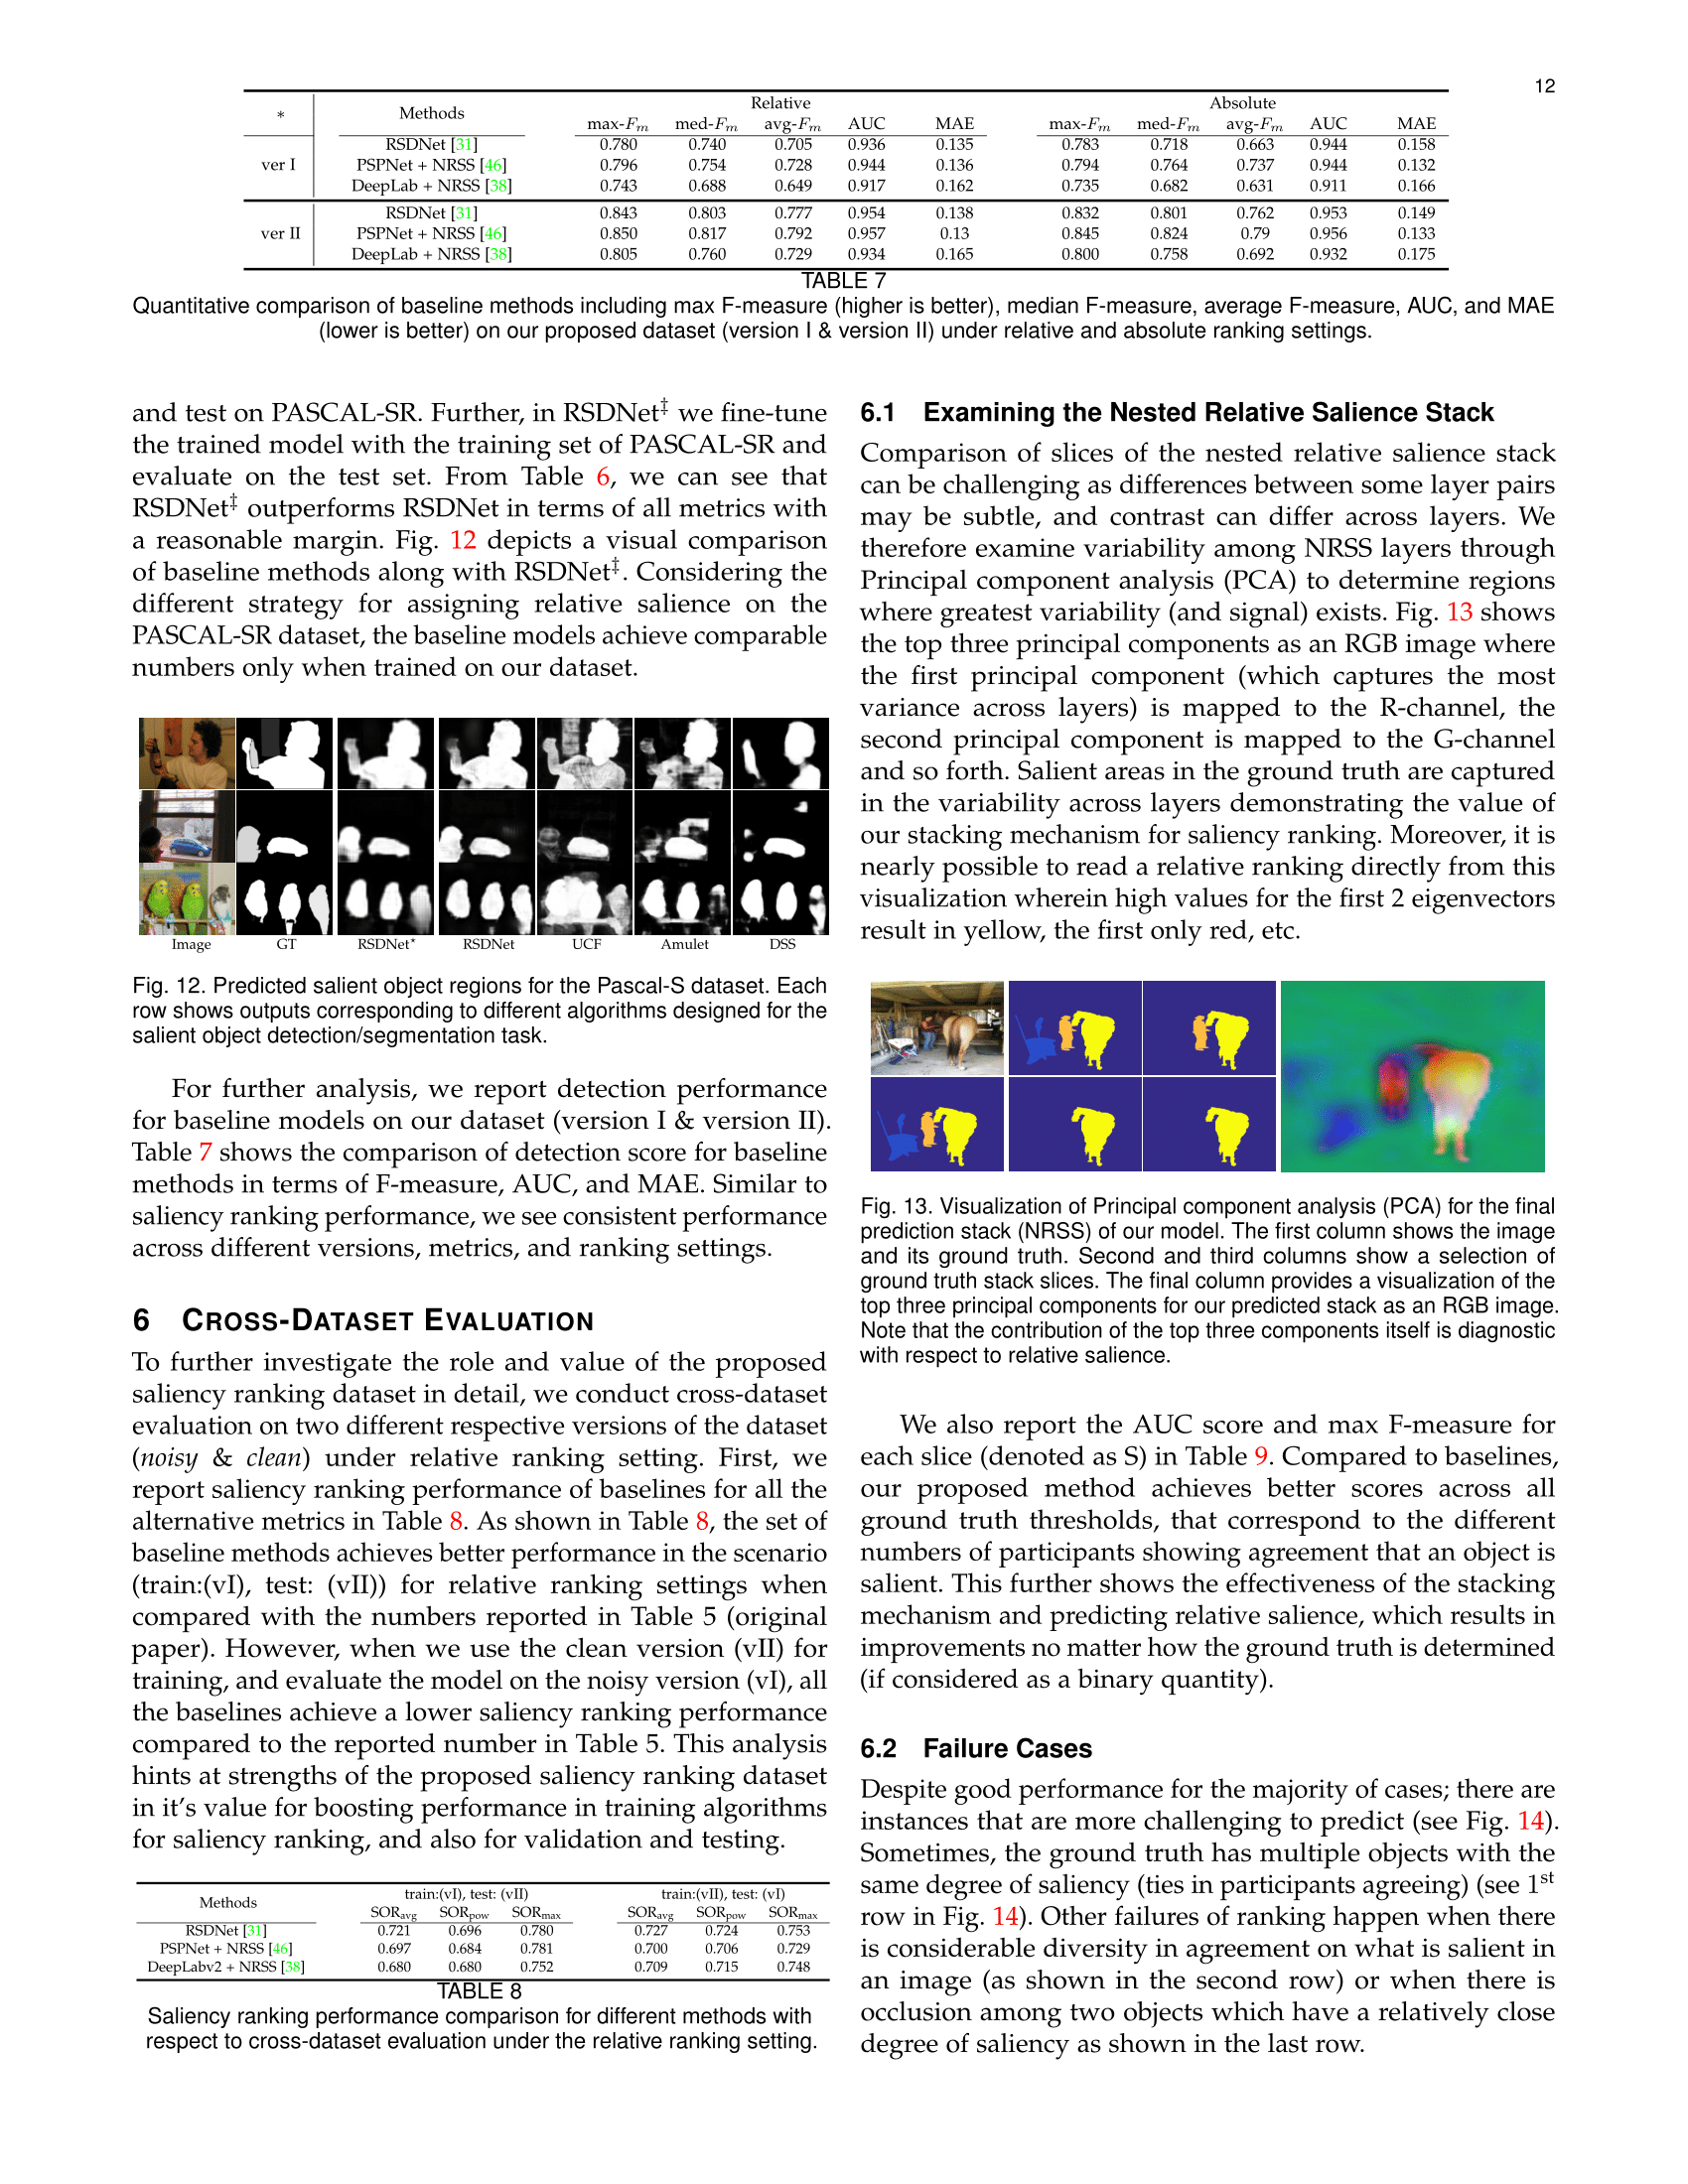 12
* Methods Relative Absolute
max-Fm med-Fm avg-Fm AUC MAE max-Fm med-Fm avg-Fm AUC MAE
ver I RSDNet [31] 0.780 0.740 0.705 0.936 0.135 0.783 0.718 0.663 0.944 0.158
PSPNet + NRSS [46] 0.796 0.754 0.728 0.944 0.136 0.794 0.764 0.737 0.944 0.132
DeepLab + NRSS [38] 0.743 0.688 0.649 0.917 0.162 0.735 0.682 0.631 0.911 0.166
ver II RSDNet [31] 0.843 0.803 0.777 0.954 0.138 0.832 0.801 0.762 0.953 0.149
PSPNet + NRSS [46] 0.850 0.817 0.792 0.957 0.13 0.845 0.824 0.79 0.956 0.133
DeepLab + NRSS [38] 0.805 0.760 0.729 0.934 0.165 0.800 0.758 0.692 0.932 0.175
TABLE 7
Quantitative comparison of baseline methods including max F-measure (higher is better), median F-measure, average F-measure, AUC, and MAE
(lower is better) on our proposed dataset (version I & version II) under relative and absolute ranking settings.
and test on PASCAL-SR. Further, in RSDNet‡ we fine-tune
the trained model with the training set of PASCAL-SR and
evaluate on the test set. From Table 6, we can see that
RSDNet‡ outperforms RSDNet in terms of all metrics with
a reasonable margin. Fig. 12 depicts a visual comparison
of baseline methods along with RSDNet‡. Considering the
different strategy for assigning relative salience on the
PASCAL-SR dataset, the baseline models achieve comparable
numbers only when trained on our dataset.
Image GT RSDNet* RSDNet UCF Amulet DSS
Fig. 12. Predicted salient object regions for the Pascal-S dataset. Each
row shows outputs corresponding to different algorithms designed for the
salient object detection/segmentation task.
For further analysis, we report detection performance
for baseline models on our dataset (version I & version II).
Table 7 shows the comparison of detection score for baseline
methods in terms of F-measure, AUC, and MAE. Similar to
saliency ranking performance, we see consistent performance
across different versions, metrics, and ranking settings.
6 CROSS-DATASET EVALUATION
To further investigate the role and value of the proposed
saliency ranking dataset in detail, we conduct cross-dataset
evaluation on two different respective versions of the dataset
(noisy & clean) under relative ranking setting. First, we
report saliency ranking performance of baselines for all the
alternative metrics in Table 8. As shown in Table 8, the set of
baseline methods achieves better performance in the scenario
(train:(vI), test: (vII)) for relative ranking settings when
compared with the numbers reported in Table 5 (original
paper). However, when we use the clean version (vII) for
training, and evaluate the model on the noisy version (vI), all
the baselines achieve a lower saliency ranking performance
compared to the reported number in Table 5. This analysis
hints at strengths of the proposed saliency ranking dataset
in it's value for boosting performance in training algorithms
for saliency ranking, and also for validation and testing.
Methods train:(vI), test: (vII) train:(vII), test: (vI)
SORavg SORpow SORmax SORavg SORpow SORmax
RSDNet [31] 0.721 0.696 0.780 0.727 0.724 0.753
PSPNet + NRSS [46] 0.697 0.684 0.781 0.700 0.706 0.729
DeepLabv2 + NRSS [38] 0.680 0.680 0.752 0.709 0.715 0.748
TABLE 8
Saliency ranking performance comparison for different methods with
respect to cross-dataset evaluation under the relative ranking setting.
6.1 Examining the Nested Relative Salience Stack
Comparison of slices of the nested relative salience stack
can be challenging as differences between some layer pairs
may be subtle, and contrast can differ across layers. We
therefore examine variability among NRSS layers through
Principal component analysis (PCA) to determine regions
where greatest variability (and signal) exists. Fig. 13 shows
the top three principal components as an RGB image where
the first principal component (which captures the most
variance across layers) is mapped to the R-channel, the
second principal component is mapped to the G-channel
and so forth. Salient areas in the ground truth are captured
in the variability across layers demonstrating the value of
our stacking mechanism for saliency ranking. Moreover, it is
nearly possible to read a relative ranking directly from this
visualization wherein high values for the first 2 eigenvectors
result in yellow, the first only red, etc.
Fig. 13. Visualization of Principal component analysis (PCA) for the final
prediction stack (NRSS) of our model. The first column shows the image
and its ground truth. Second and third columns show a selection of
ground truth stack slices. The final column provides a visualization of the
top three principal components for our predicted stack as an RGB image.
Note that the contribution of the top three components itself is diagnostic
with respect to relative salience.
We also report the AUC score and max F-measure for
each slice (denoted as S) in Table 9. Compared to baselines,
our proposed method achieves better scores across all
ground truth thresholds, that correspond to the different
numbers of participants showing agreement that an object is
salient. This further shows the effectiveness of the stacking
mechanism and predicting relative salience, which results in
improvements no matter how the ground truth is determined
(if considered as a binary quantity).
6.2 Failure Cases
Despite good performance for the majority of cases; there are
instances that are more challenging to predict (see Fig. 14).
Sometimes, the ground truth has multiple objects with the
same degree of saliency (ties in participants agreeing) (see 1st
row in Fig. 14). Other failures of ranking happen when there
is considerable diversity in agreement on what is salient in
an image (as shown in the second row) or when there is
occlusion among two objects which have a relatively close
degree of saliency as shown in the last row.